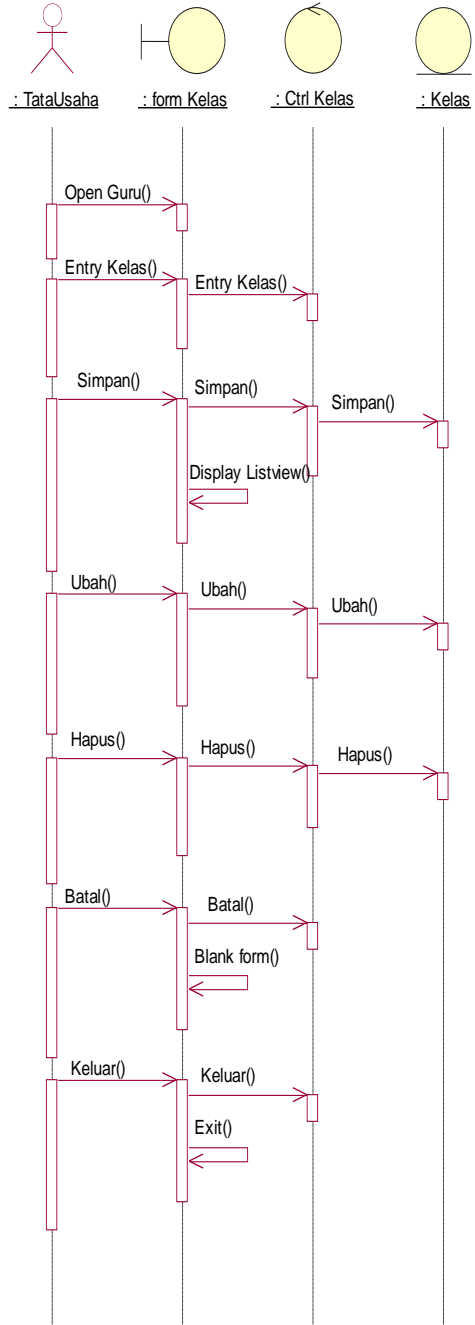 : TataUsaha
: form Kelas
: Ctrl Kelas
: Kelas
Open Guru()
Entry Kelas()
Entry Kelas()
Simpan()
Simpan()
Simpan()
Display Listview()
Ubah()
Ubah()
Ubah()
Hapus()
Hapus()
Hapus()
Batal()
Batal()
Blank form()
Keluar()
Keluar()
Exit()